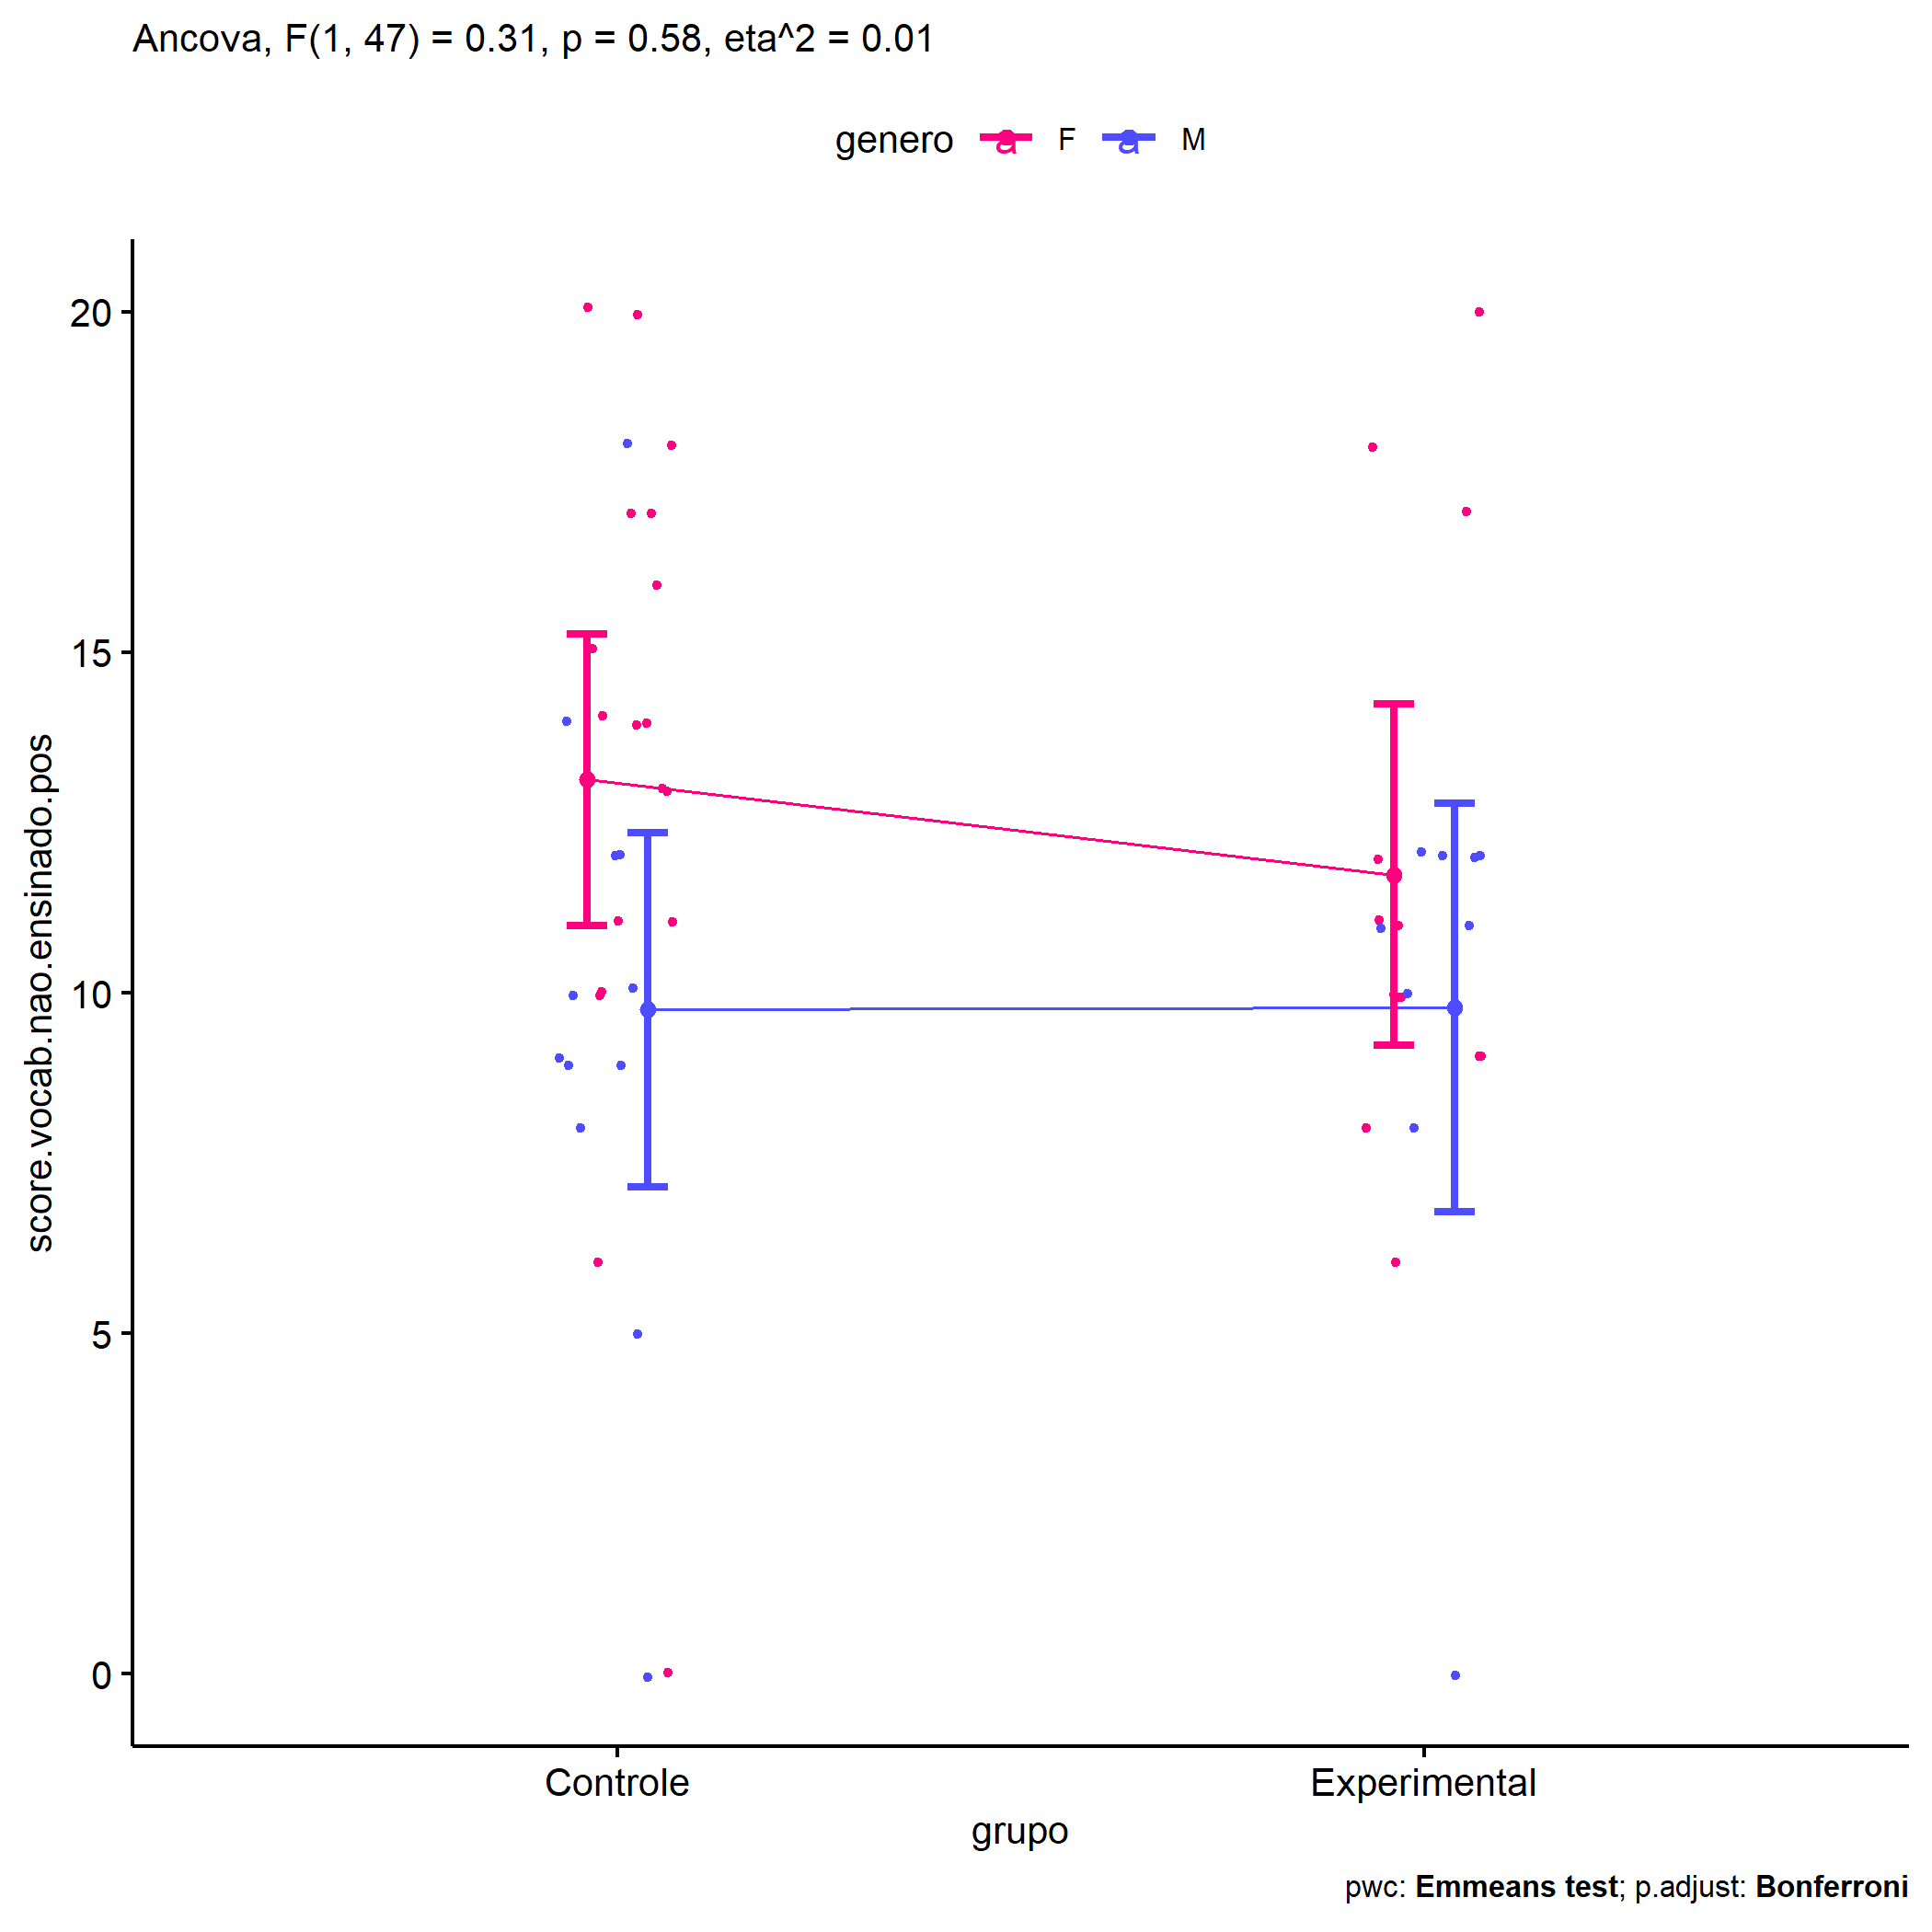 Ancova, F(1, 47) = 0.31, p = 0.58, eta^2 = 0.01
genero a F a M
score.vocab.nao.ensinado.pos
20
15
10
5
0
Controle Experimental
grupo
pwc: Emmeans test; p.adjust: Bonferroni